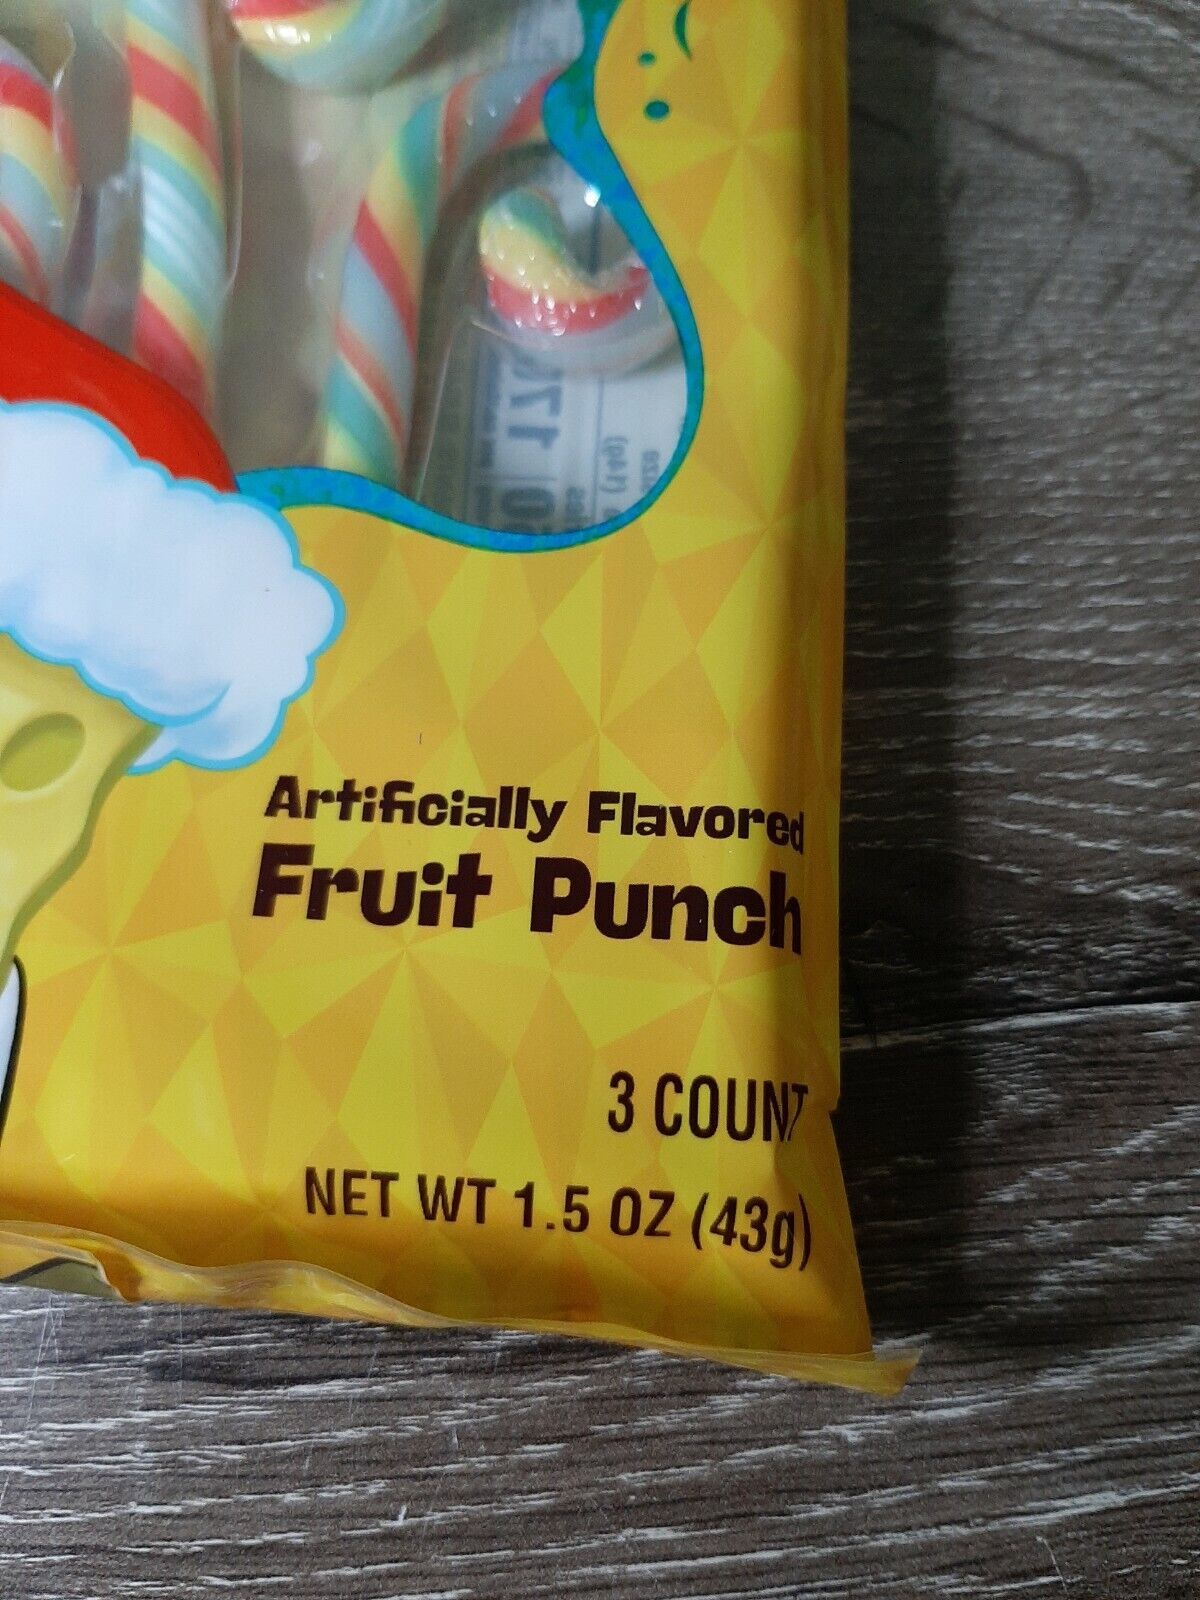 Artificially Flavored
Fruit Punch
3 COUNT
NET WT 1.5 OZ (43g)